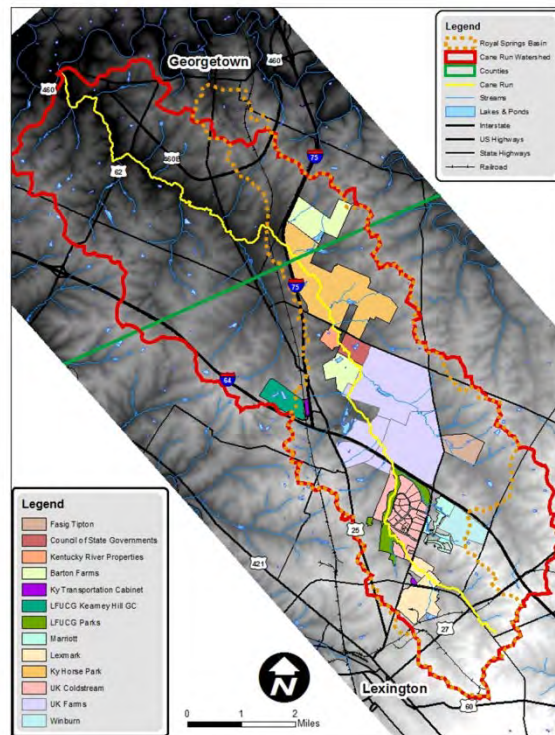 Georgetown
460
460
460B
62
75
75
64
25
421
27
60
Lexington
Legend
Royal Springs Basin
Cane Run Watershed
Counties
Cane Run
Streams
Lakes & Ponds
Interstate
US Highways
State Highways
Railroad
Legend
Fasig Tipton
Council of State Governments
Kentucky River Properties
Barton Farms
Ky Transportation Cabinet
LFUCG Kearney Hill GC
LFUCG Parks
Marriott
Lexmark
Ky Horse Park
UK Coldstream
UK Farms
Winburn
N
0 1 2
Miles